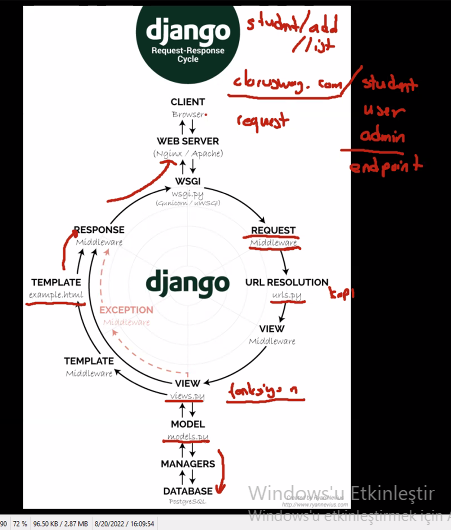 django
Request-Response
Cycle
student/add
/list
clarusway.com/student
user
admin
endpoint
request
CLIENT
Browser
WEB SERVER
(Nginx / Apache)
WSGI
wsgi.py
(Gunicorn / uWSGI)
RESPONSE
Middleware
REQUEST
Middleware
TEMPLATE
example.html
django
URL RESOLUTION
urls.py
kapı
EXCEPTION
Middleware
VIEW
Middleware
TEMPLATE
Middleware
VIEW
views.py
fonksiyon
MODEL
models.py
MANAGERS
DATABASE
PostgreSQL
Windows'u Etkinleştir
Windows'u etkinleştirmek için A
90 72 % 96.50 KB / 2.87 MB 8/20/2022 / 16:09:54